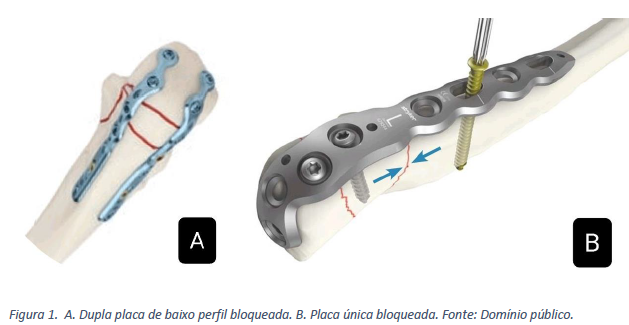 L
A
B
Figura 1.  A. Dupla placa de baixo perfil bloqueada. B. Placa única bloqueada. Fonte: Domínio público.